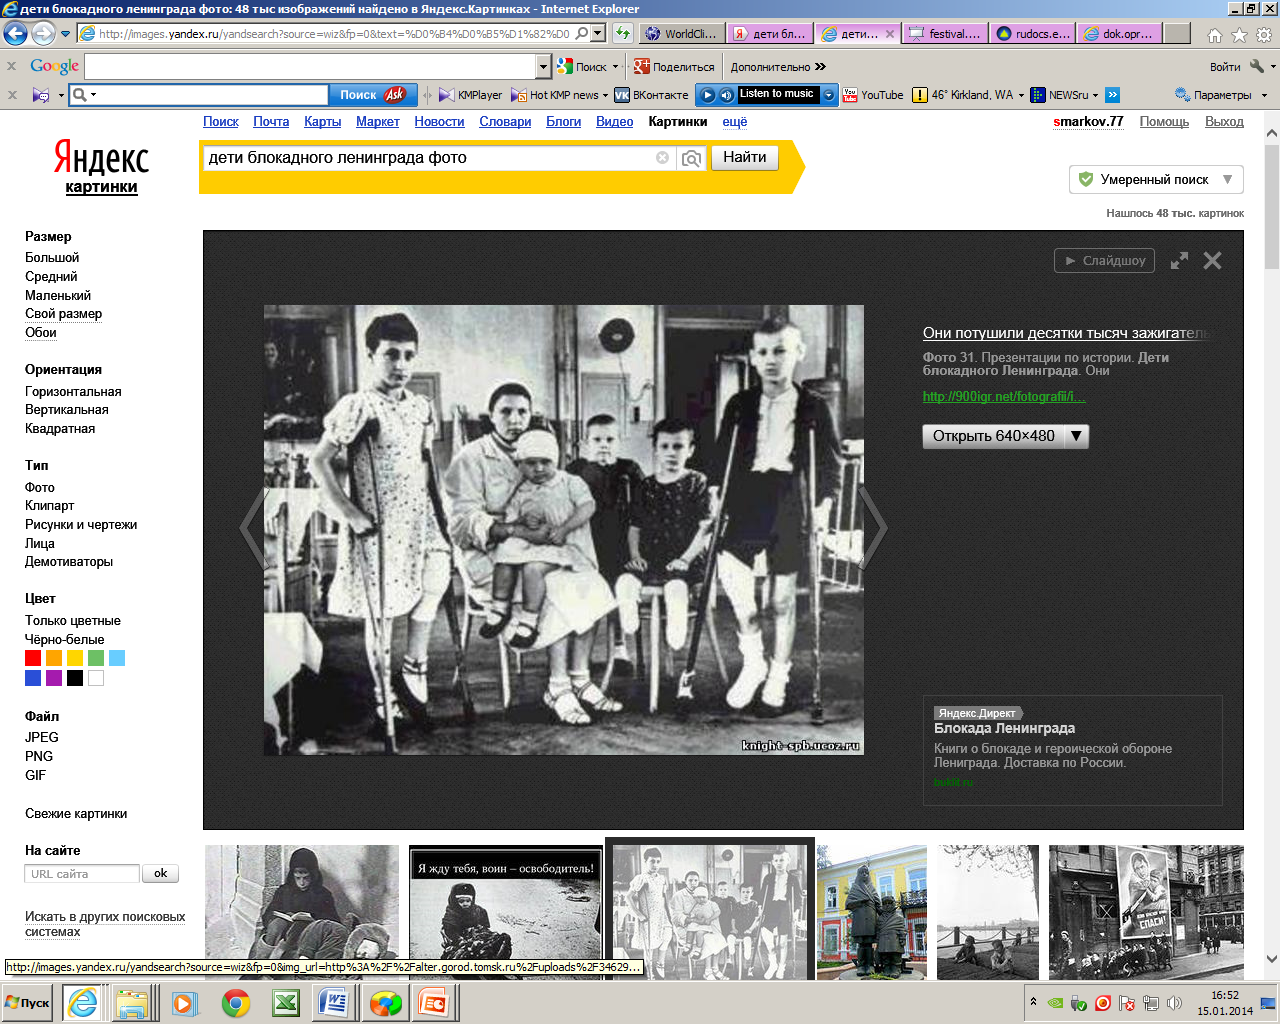 дети блокадного ленинграда фото: 48 тыс изображений найдено в Яндекс.Картинках - Internet Explorer
http://images.yandex.ru/yandsearch?source=wiz&fp=0&text=%D0%B4%D0%B5%D1%82%D0
WorldCli...
дети бл...
дети...
festival....
rudocs.e...
dok.opr...
Google
Поиск
Поделиться
Дополнительно
Войти
Поиск Ask
KMPlayer
Hot KMP news
ВКонтакте
Listen to music
YouTube
46° Kirkland, WA
NEWSru
Параметры
Поиск
Почта
Карты
Маркет
Новости
Словари
Блоги
Видео
Картинки
ещё
smarkov.77
Помощь
Выход
Яндекс
картинки
дети блокадного ленинграда фото
Найти
Умеренный поиск
Нашлось 48 тыс. картинок
Размер
Большой
Средний
Маленький
Свой размер
Обои
Ориентация
Горизонтальная
Вертикальная
Квадратная
Тип
Фото
Клипарт
Рисунки и чертежи
Лица
Демотиваторы
Цвет
Только цветные
Чёрно-белые
Файл
JPEG
PNG
GIF
Свежие картинки
На сайте
URL сайта
ok
Искать в других поисковых
системах
Слайдшоу
Они потушили десятки тысяч зажигатель
Фото 31. Презентации по истории. Дети
блокадного Ленинграда. Они
http://900igr.net/fotografii/i...
Открыть 640×480
knight-spb.ucoz.ru
Яндекс.Директ
Блокада Ленинграда
Книги о блокаде и героической обороне
Лениграда. Доставка по России.
Я жду тебя, воин – освободитель!
СПАСИ!
http://images.yandex.ru/yandsearch?source=wiz&fp=0&img_url=http%3A%2F%2Falter.gorod.tomsk.ru%2Fuploads%2F34629...
Пуск
16:52
15.01.2014